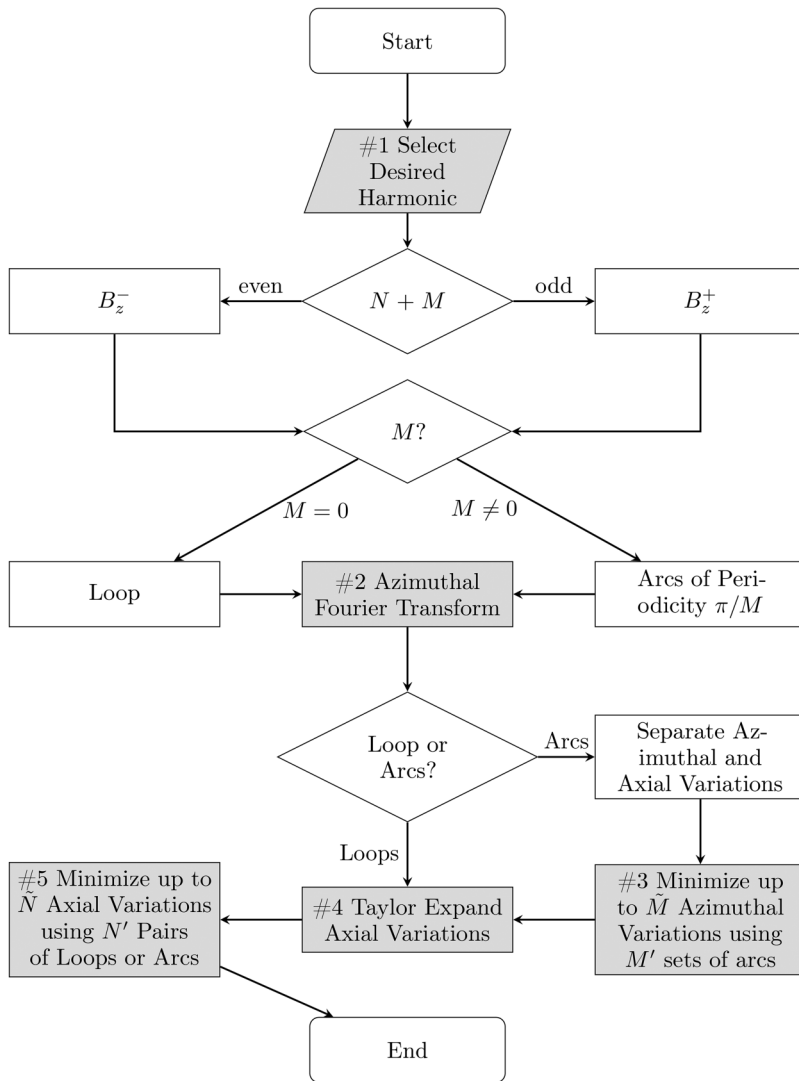 Start
#1 Select
Desired
Harmonic
B_z^-
even
N + M
odd
B_z^+
M?
M = 0
M ≠ 0
Loop
#2 Azimuthal
Fourier Transform
Arcs of Peri-
odicity π/M
Loop or
Arcs?
Arcs
Separate Az-
imuthal and
Axial Variations
Loops
#5 Minimize up to
Ñ Axial Variations
using N′ Pairs
of Loops or Arcs
#4 Taylor Expand
Axial Variations
#3 Minimize up
to M̃ Azimuthal
Variations using
M′ sets of arcs
End